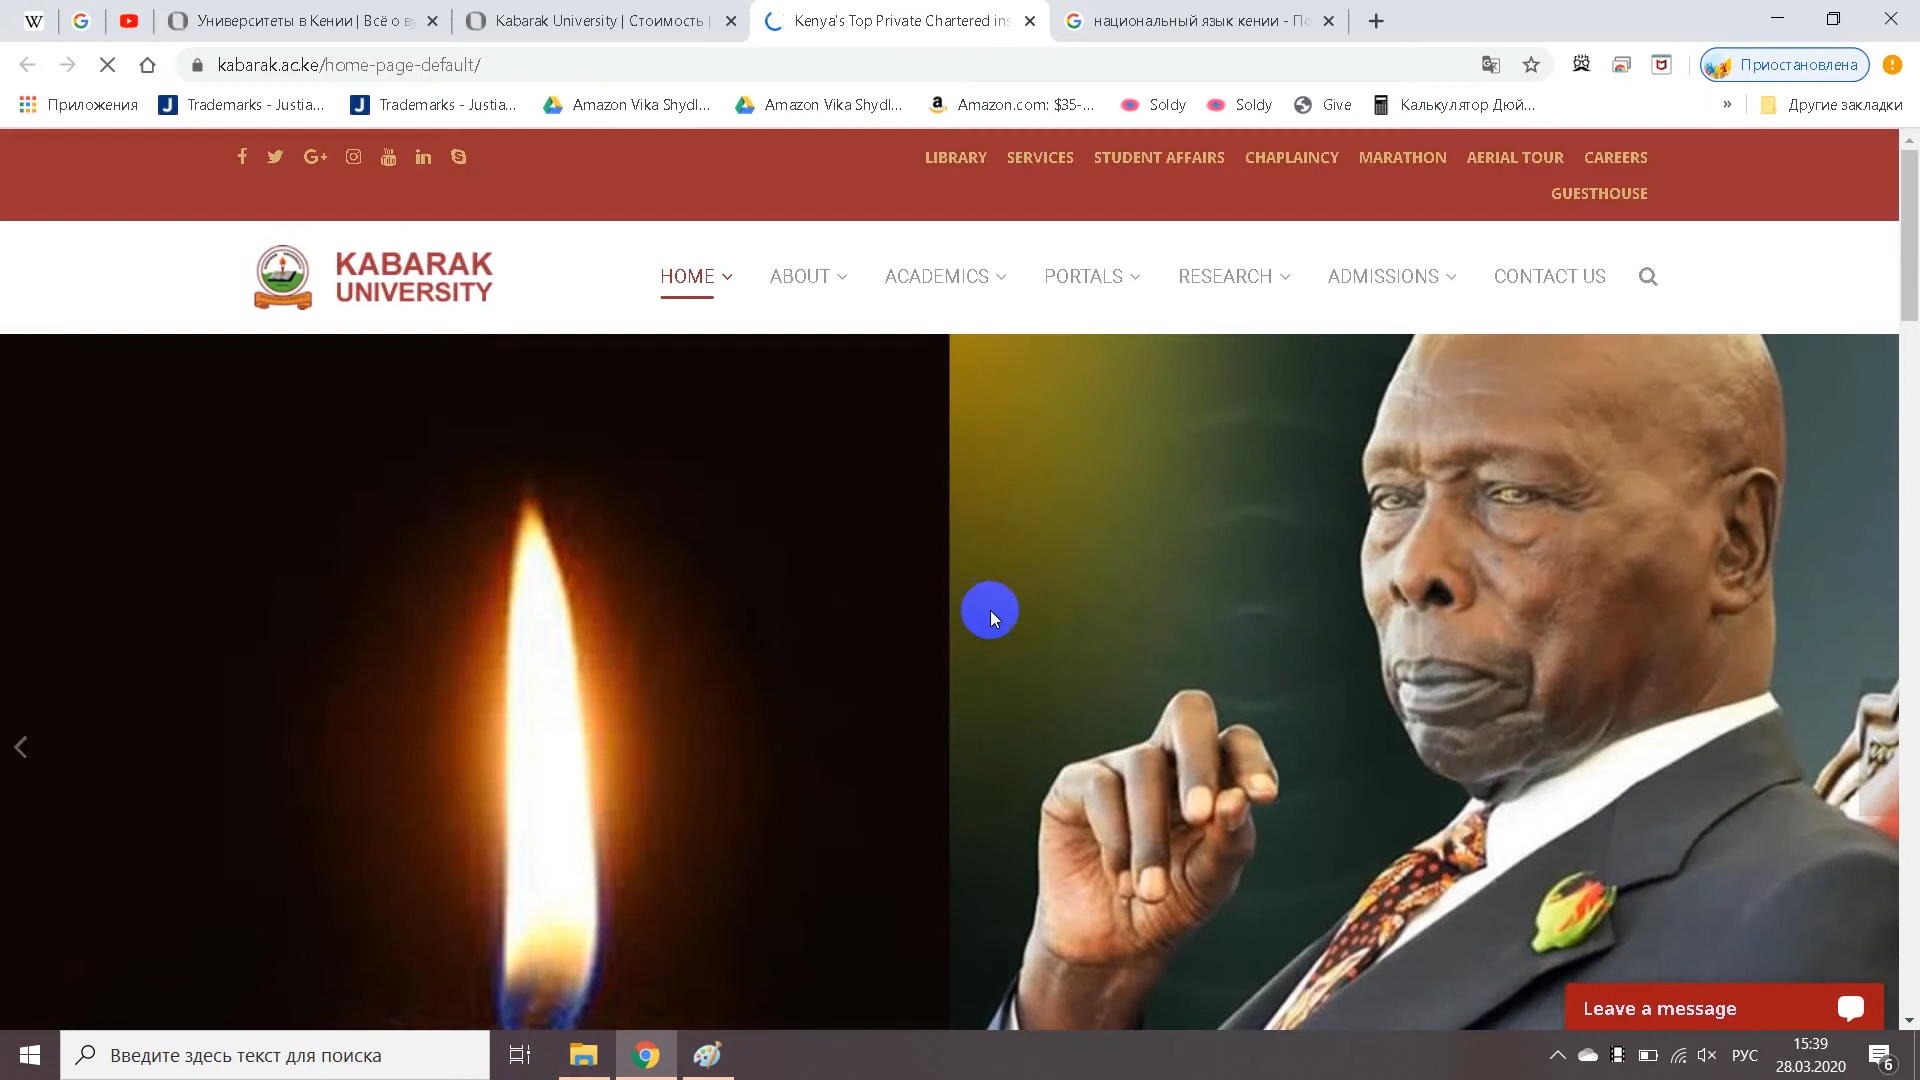 Университеты в Кении | Всё о ву
Kabarak University | Стоимость |
Kenya's Top Private Chartered ins
национальный язык кении - По
kabarak.ac.ke/home-page-default/
Приостановлена
Приложения
Trademarks - Justia...
Trademarks - Justia...
Amazon Vika Shydl...
Amazon Vika Shydl...
Amazon.com: $35-...
Soldy
Soldy
Give
Калькулятор Дюй...
»
Другие закладки
LIBRARY SERVICES STUDENT AFFAIRS CHAPLAINCY MARATHON AERIAL TOUR CAREERS
GUESTHOUSE
KABARAK
UNIVERSITY
HOME ABOUT ACADEMICS PORTALS RESEARCH ADMISSIONS CONTACT US
Leave a message
Введите здесь текст для поиска
РУС
15:39
28.03.2020
6